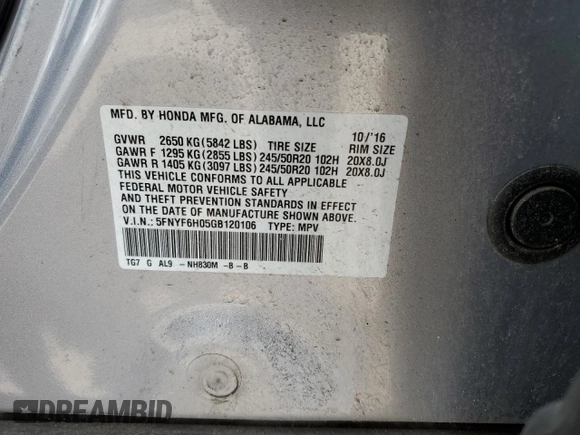 MFD. BY HONDA MFG. OF ALABAMA, LLC 10/'16
GVWR 2650 KG (5842 LBS) TIRE SIZE RIM SIZE
GAWR F 1295 KG (2855 LBS) 245/50R20 102H 20X8.0J
GAWR R 1405 KG (3097 LBS) 245/50R20 102H 20X8.0J
THIS VEHICLE CONFORMS TO ALL APPLICABLE
FEDERAL MOTOR VEHICLE SAFETY
AND THEFT PREVENTION STANDARDS IN EFFECT
ON THE DATE OF MANUFACTURE SHOWN ABOVE.
V.I.N.: 5FNYF6H05GB120106 TYPE: MPV
TG7 G AL9 -NH830M -B -B
DREAMBID